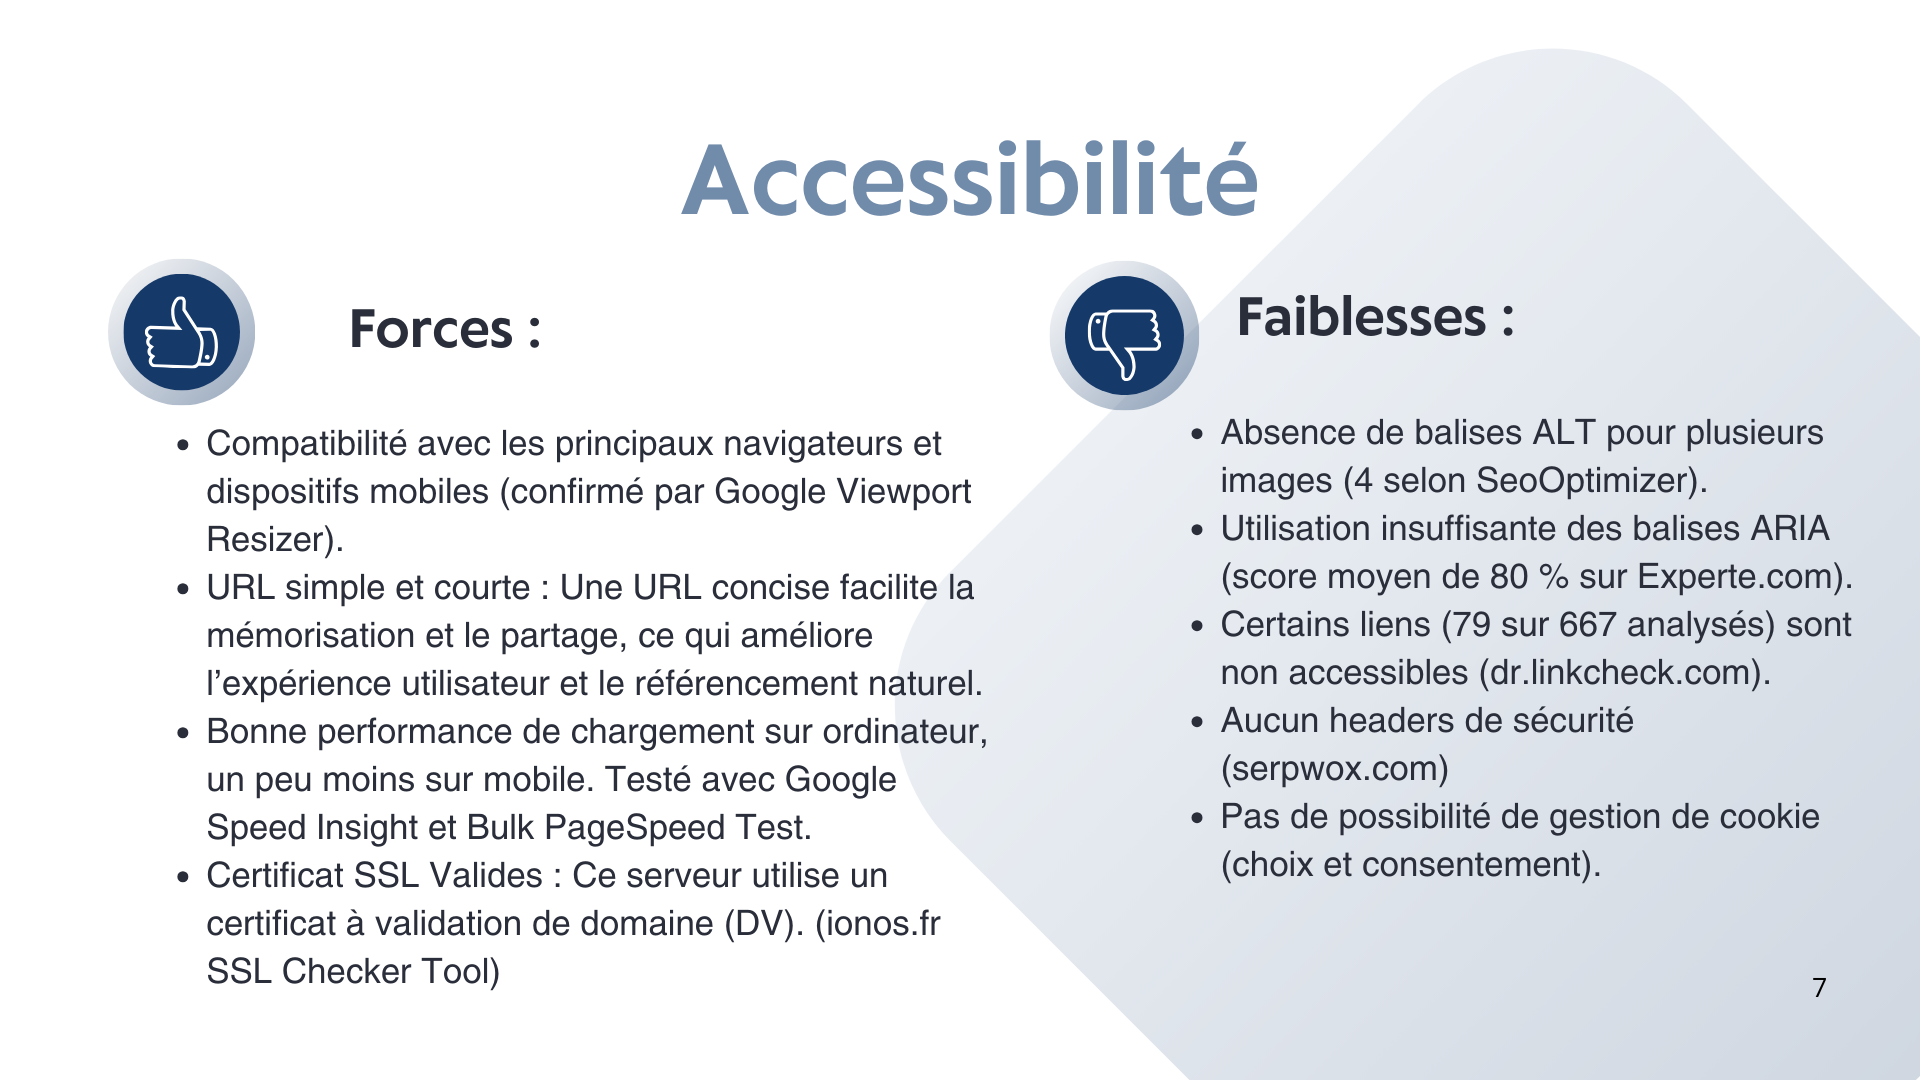 Accessibilité
Forces :
Compatibilité avec les principaux navigateurs et
dispositifs mobiles (confirmé par Google Viewport
Resizer).
URL simple et courte : Une URL concise facilite la
mémorisation et le partage, ce qui améliore
l’expérience utilisateur et le référencement naturel.
Bonne performance de chargement sur ordinateur,
un peu moins sur mobile. Testé avec Google
Speed Insight et Bulk PageSpeed Test.
Certificat SSL Valides : Ce serveur utilise un
certificat à validation de domaine (DV). (ionos.fr
SSL Checker Tool)
Faiblesses :
Absence de balises ALT pour plusieurs
images (4 selon SeoOptimizer).
Utilisation insuffisante des balises ARIA
(score moyen de 80 % sur Experte.com).
Certains liens (79 sur 667 analysés) sont
non accessibles (dr.linkcheck.com).
Aucun headers de sécurité
(serpwox.com)
Pas de possibilité de gestion de cookie
(choix et consentement).
7